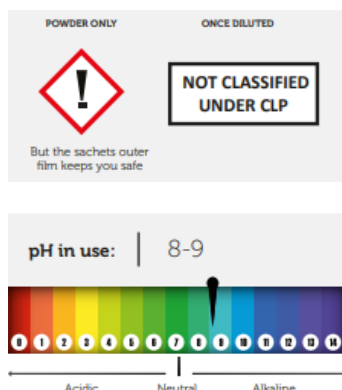 POWDER ONLY
ONCE DILUTED
!
NOT CLASSIFIED
UNDER CLP
But the sachets outer
film keeps you safe
pH in use: | 8-9
0 1 2 3 4 5 6 7 8 9 10 11 12 13 14
Acidic Neutral Alkaline